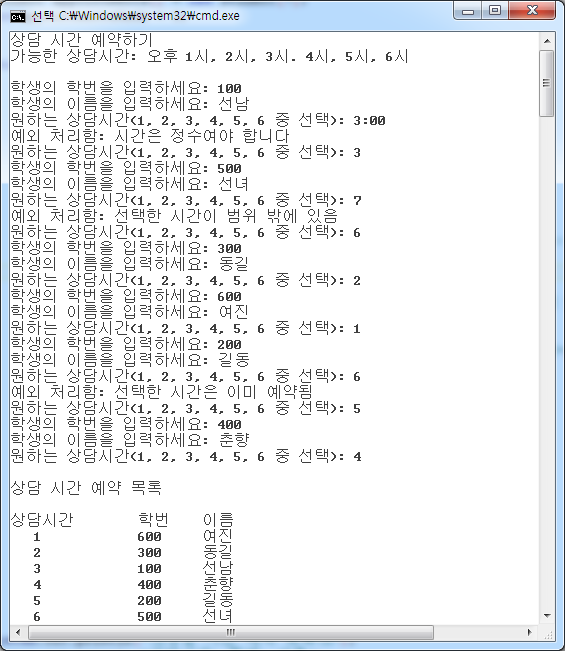 선택 C:\Windows\system32\cmd.exe
상담 시간 예약하기
가능한 상담시간: 오후 1시, 2시, 3시. 4시, 5시, 6시
학생의 학번을 입력하세요: 100
학생의 이름을 입력하세요: 선남
원하는 상담시간(1, 2, 3, 4, 5, 6 중 선택): 3:00
예외 처리함: 시간은 정수여야 합니다
원하는 상담시간(1, 2, 3, 4, 5, 6 중 선택): 3
학생의 학번을 입력하세요: 500
학생의 이름을 입력하세요: 선녀
원하는 상담시간(1, 2, 3, 4, 5, 6 중 선택): 7
예외 처리함: 선택한 시간이 범위 밖에 있음
원하는 상담시간(1, 2, 3, 4, 5, 6 중 선택): 6
학생의 학번을 입력하세요: 300
학생의 이름을 입력하세요: 동길
원하는 상담시간(1, 2, 3, 4, 5, 6 중 선택): 2
학생의 학번을 입력하세요: 600
학생의 이름을 입력하세요: 여진
원하는 상담시간(1, 2, 3, 4, 5, 6 중 선택): 1
학생의 학번을 입력하세요: 200
학생의 이름을 입력하세요: 길동
원하는 상담시간(1, 2, 3, 4, 5, 6 중 선택): 6
예외 처리함: 선택한 시간은 이미 예약됨
원하는 상담시간(1, 2, 3, 4, 5, 6 중 선택): 5
학생의 학번을 입력하세요: 400
학생의 이름을 입력하세요: 춘향
원하는 상담시간(1, 2, 3, 4, 5, 6 중 선택): 4
상담 시간 예약 목록
상담시간 학번 이름
1 600 여진
2 300 동길
3 100 선남
4 400 춘향
5 200 길동
6 500 선녀